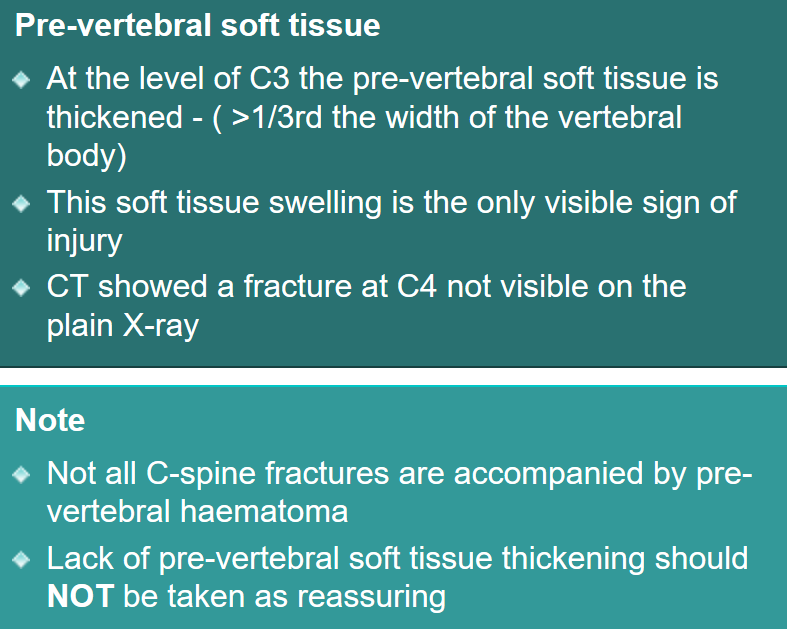 Pre-vertebral soft tissue
At the level of C3 the pre-vertebral soft tissue is
thickened - ( >1/3rd the width of the vertebral
body)
This soft tissue swelling is the only visible sign of
injury
CT showed a fracture at C4 not visible on the
plain X-ray
Note
Not all C-spine fractures are accompanied by pre-
vertebral haematoma
Lack of pre-vertebral soft tissue thickening should
NOT be taken as reassuring